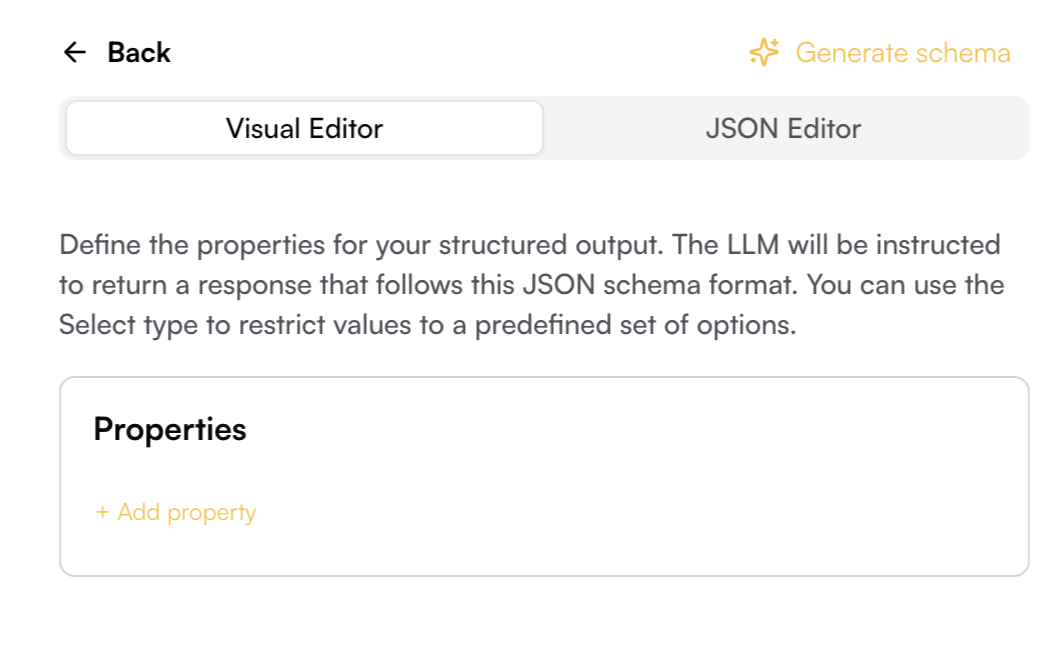 Back
Generate schema
Visual Editor
JSON Editor
Define the properties for your structured output. The LLM will be instructed
to return a response that follows this JSON schema format. You can use the
Select type to restrict values to a predefined set of options.
Properties
+ Add property